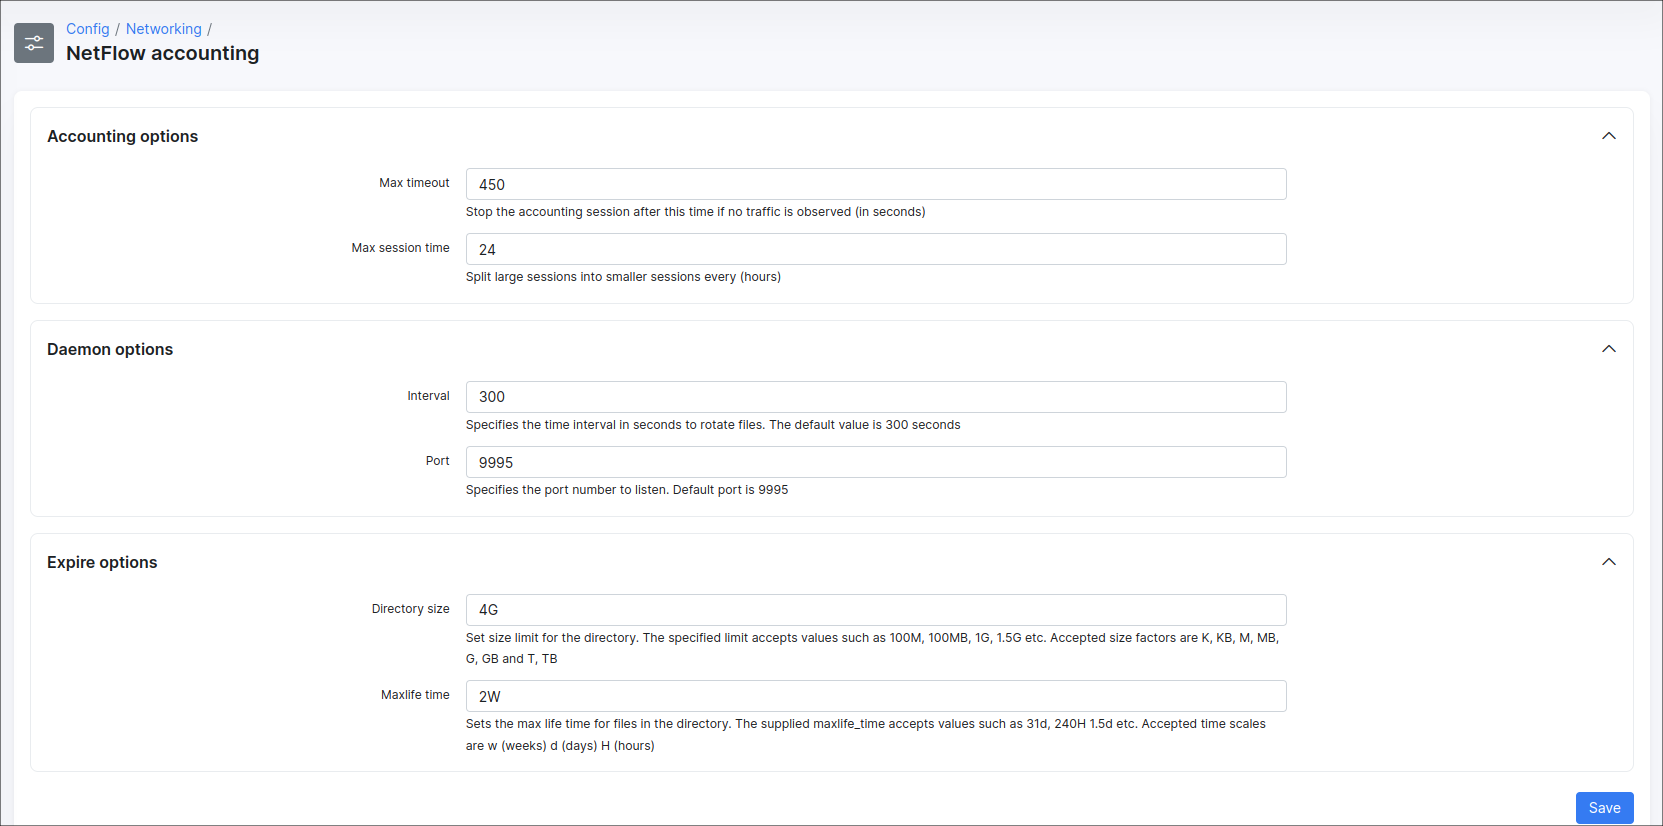 Config / Networking /
NetFlow accounting
Accounting options
Max timeout
450
Stop the accounting session after this time if no traffic is observed (in seconds)
Max session time
24
Split large sessions into smaller sessions every (hours)
Daemon options
Interval
300
Specifies the time interval in seconds to rotate files. The default value is 300 seconds
Port
9995
Specifies the port number to listen. Default port is 9995
Expire options
Directory size
4G
Set size limit for the directory. The specified limit accepts values such as 100M, 100MB, 1G, 1.5G etc. Accepted size factors are K, KB, M, MB,
G, GB and T, TB
Maxlife time
2W
Sets the max life time for files in the directory. The supplied maxlife_time accepts values such as 31d, 240H 1.5d etc. Accepted time scales
are w (weeks) d (days) H (hours)
Save